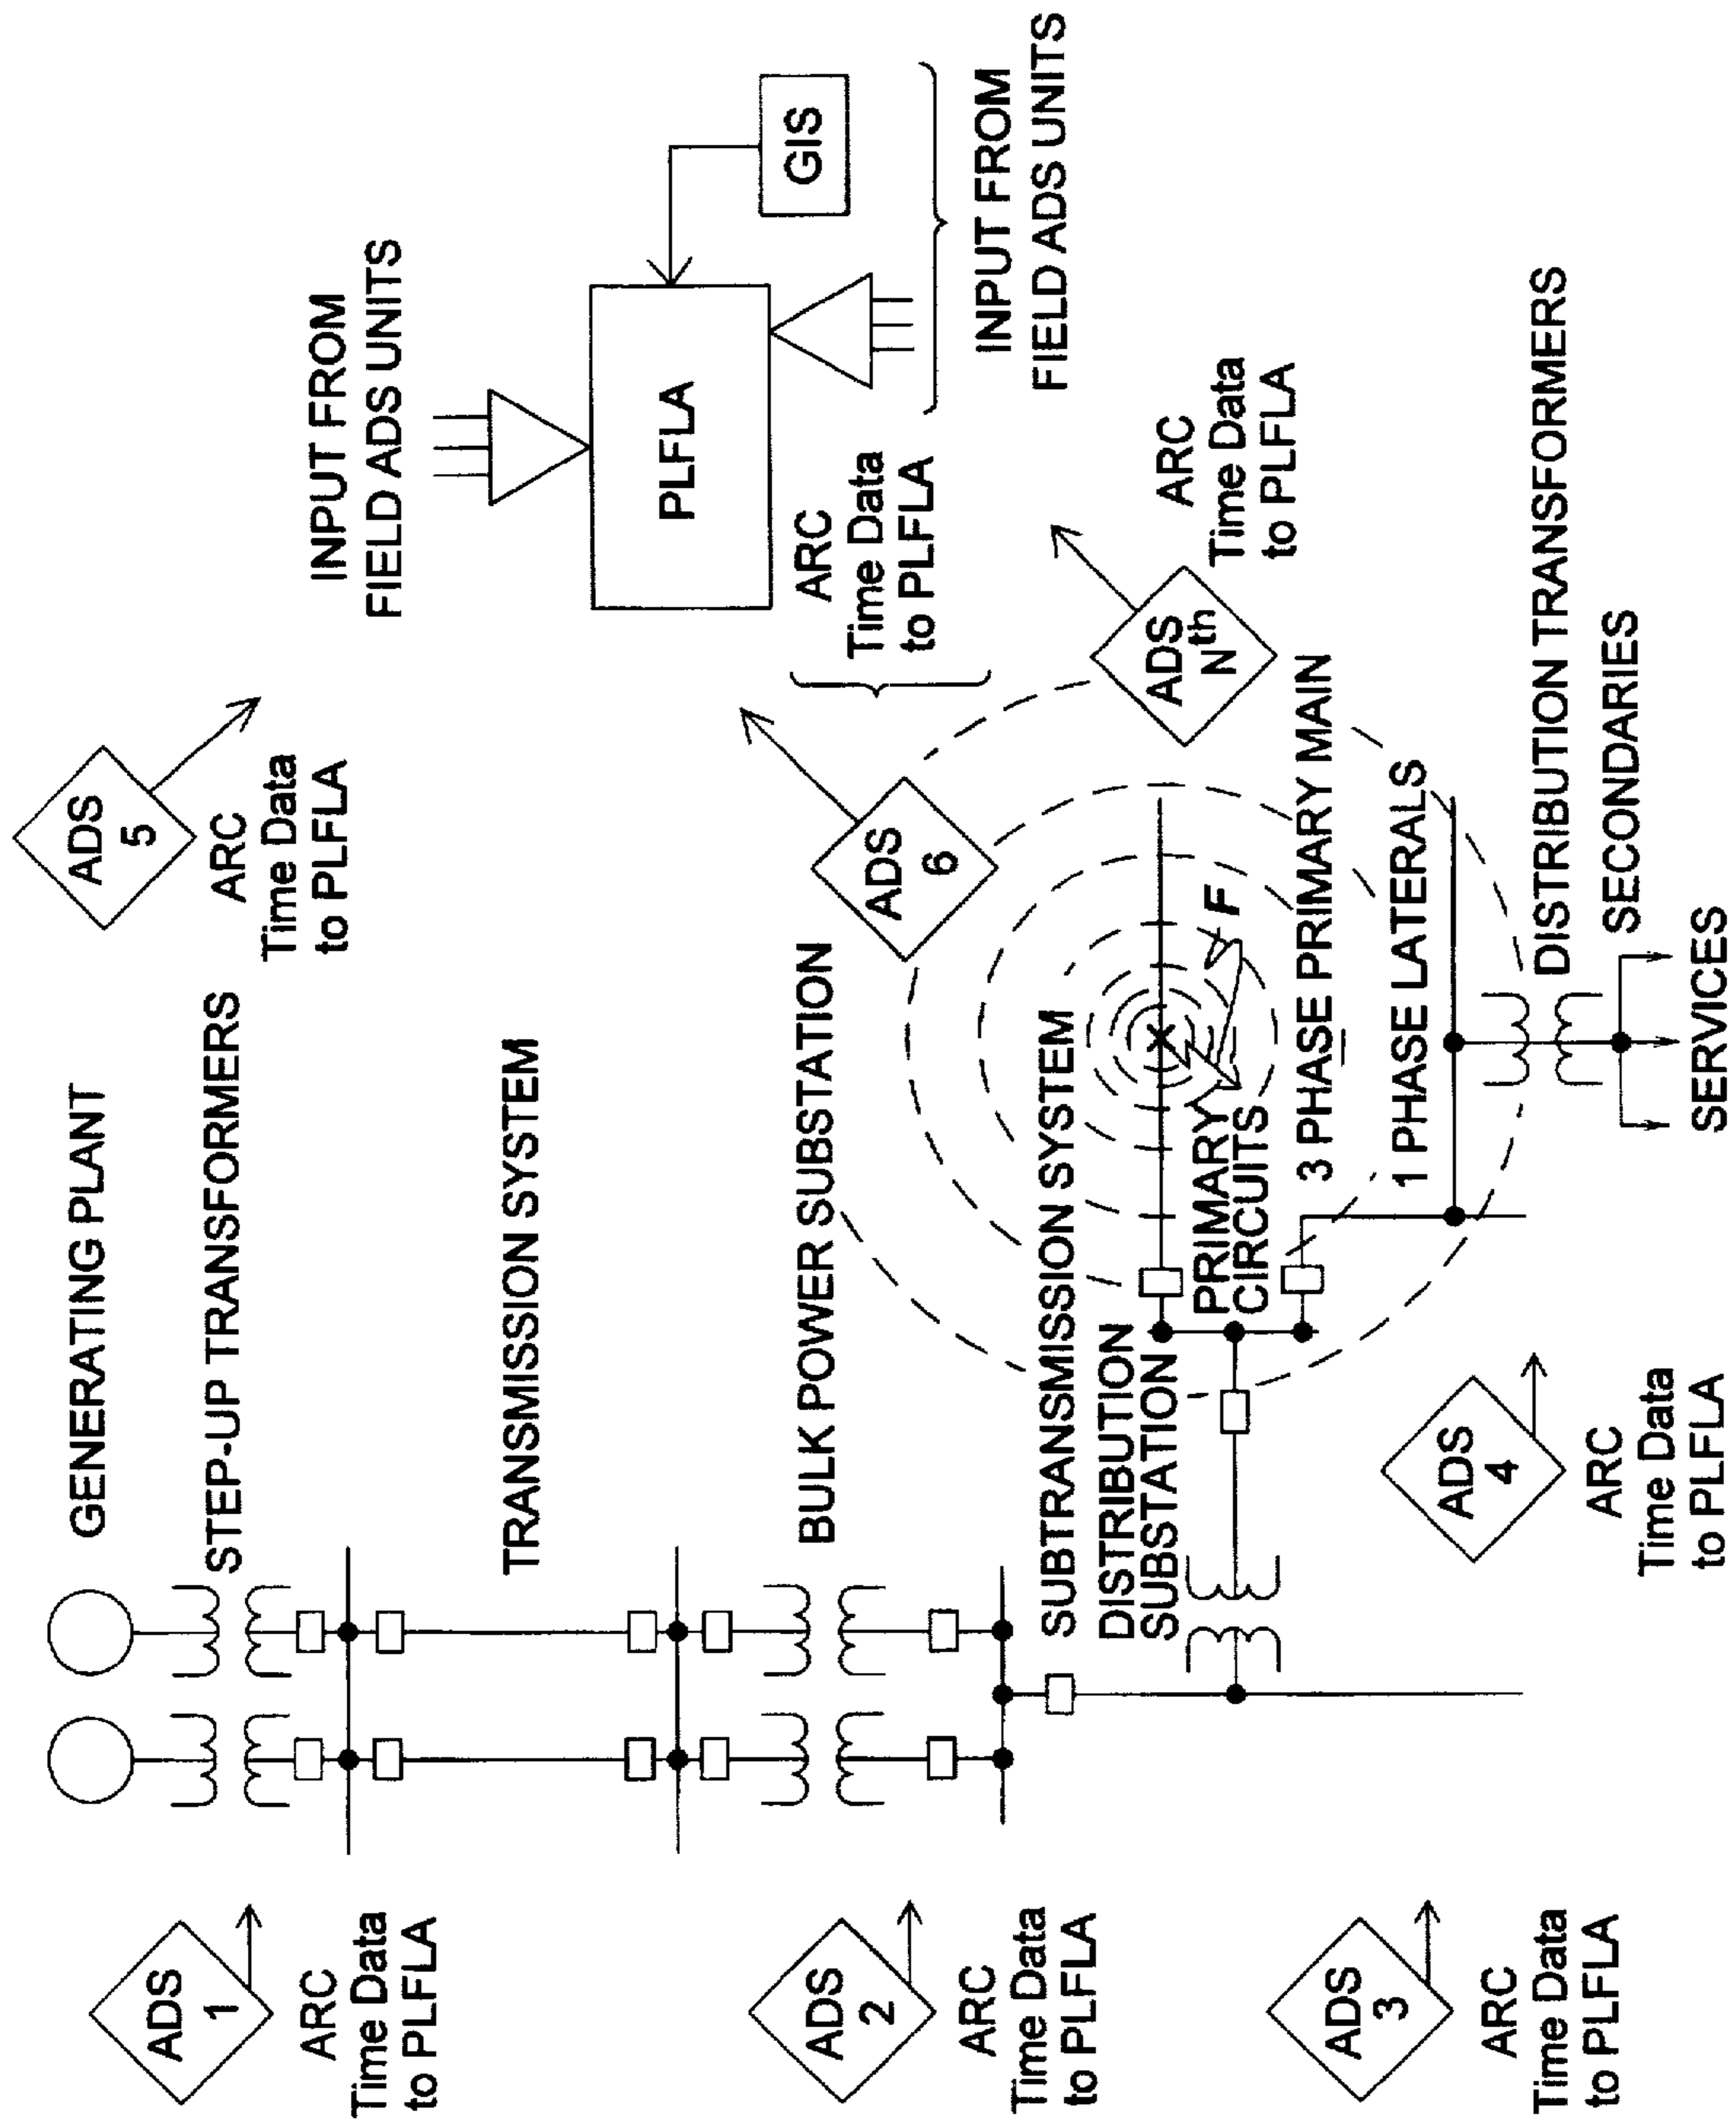 GENERATING PLANT
STEP-UP TRANSFORMERS
TRANSMISSION SYSTEM
BULK POWER SUBSTATION
SUBTRANSMISSION SYSTEM
DISTRIBUTION
SUBSTATION
PRIMARY
CIRCUITS
3 PHASE PRIMARY MAIN
1 PHASE LATERALS
DISTRIBUTION TRANSFORMERS
SECONDARIES
SERVICES
X
F
ADS
1
ARC
Time Data
to PLFLA
ADS
2
ARC
Time Data
to PLFLA
ADS
3
ARC
Time Data
to PLFLA
ADS
4
ARC
Time Data
to PLFLA
ADS
5
ARC
Time Data
to PLFLA
ADS
6
ARC
Time Data
to PLFLA
ADS
Nth
ARC
Time Data
to PLFLA
INPUT FROM
FIELD ADS UNITS
PLFLA
GIS
INPUT FROM
FIELD ADS UNITS